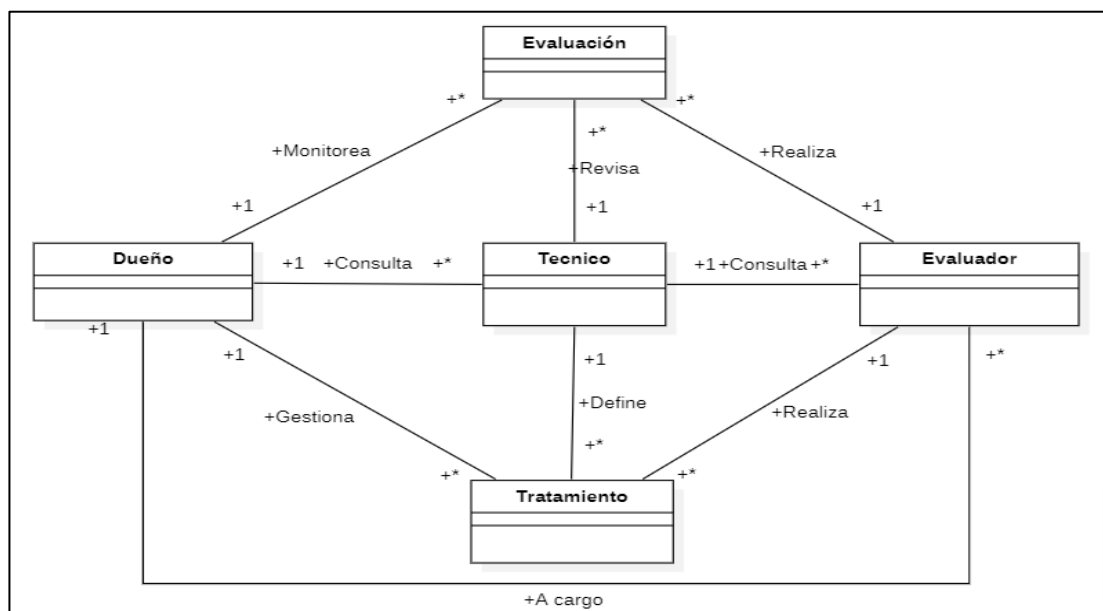 Evaluación
+*
+*
+*
+Monitorea
+Revisa
+Realiza
+1
+1
+1
Dueño
Tecnico
Evaluador
+1 +Consulta +*
+1+Consulta +*
+1
+1
+1
+1
+*
+Gestiona
+Define
+Realiza
+*
+*
+*
Tratamiento
+A cargo